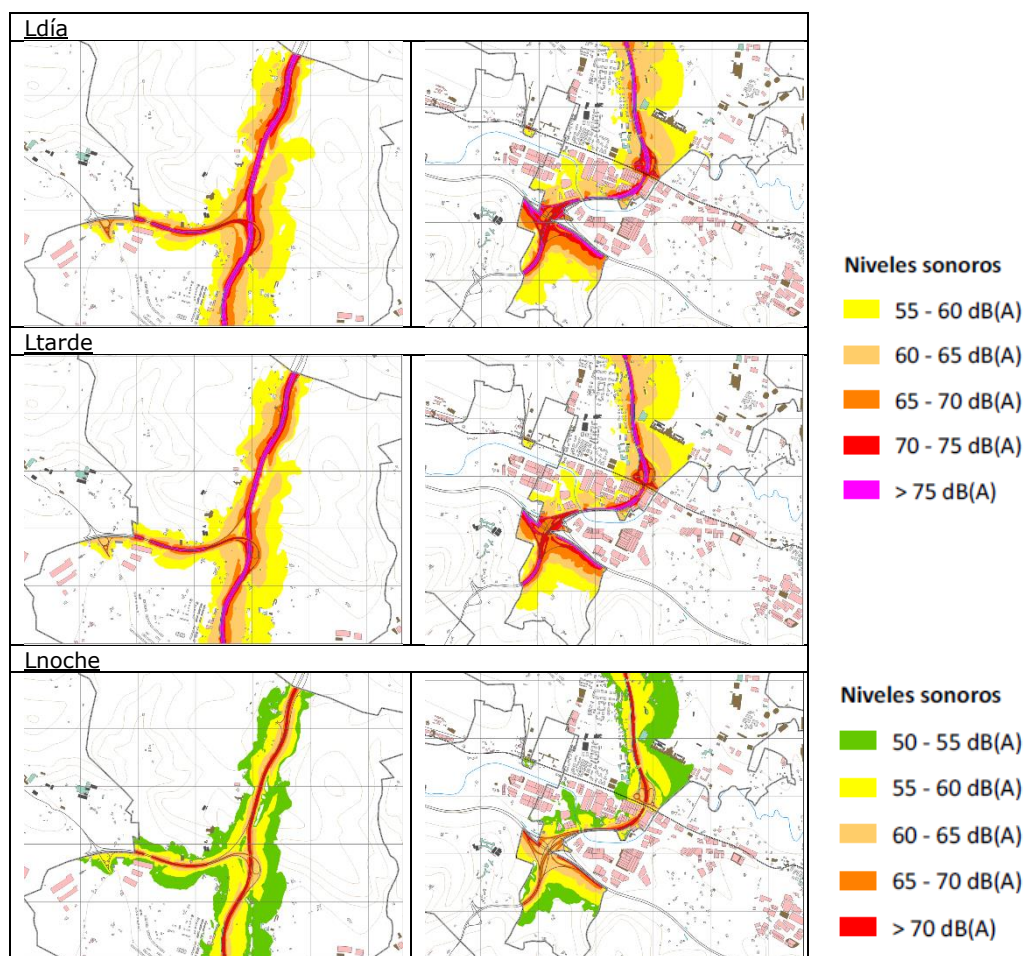 Ldía
Niveles sonoros
55 - 60 dB(A)
60 - 65 dB(A)
65 - 70 dB(A)
70 - 75 dB(A)
> 75 dB(A)
Ltarde
Lnoche
Niveles sonoros
50 - 55 dB(A)
55 - 60 dB(A)
60 - 65 dB(A)
65 - 70 dB(A)
> 70 dB(A)